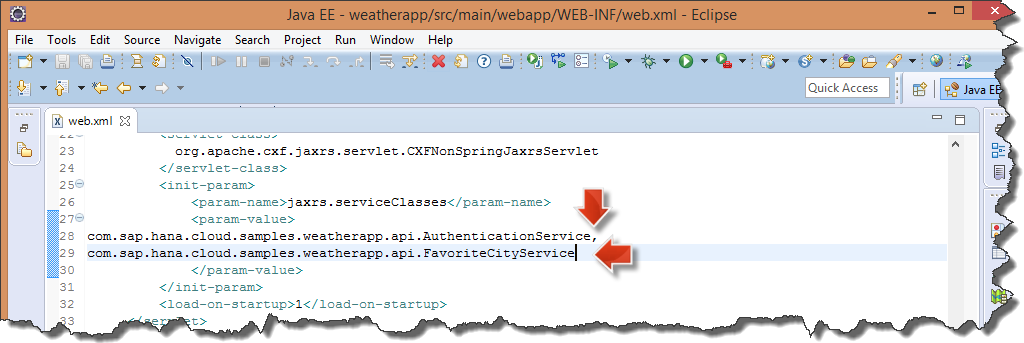 Java EE - weatherapp/src/main/webapp/WEB-INF/web.xml - Eclipse
File Tools Edit Source Navigate Search Project Run Window Help
Quick Access
Java EE
web.xml
22 <servlet-class>
23 org.apache.cxf.jaxrs.servlet.CXFNonSpringJaxrsServlet
24 </servlet-class>
25 <init-param>
26 <param-name>jaxrs.serviceClasses</param-name>
27 <param-value>
28 com.sap.hana.cloud.samples.weatherapp.api.AuthenticationService,
29 com.sap.hana.cloud.samples.weatherapp.api.FavoriteCityService
30 </param-value>
31 </init-param>
32 <load-on-startup>1</load-on-startup>
33 </servlet>